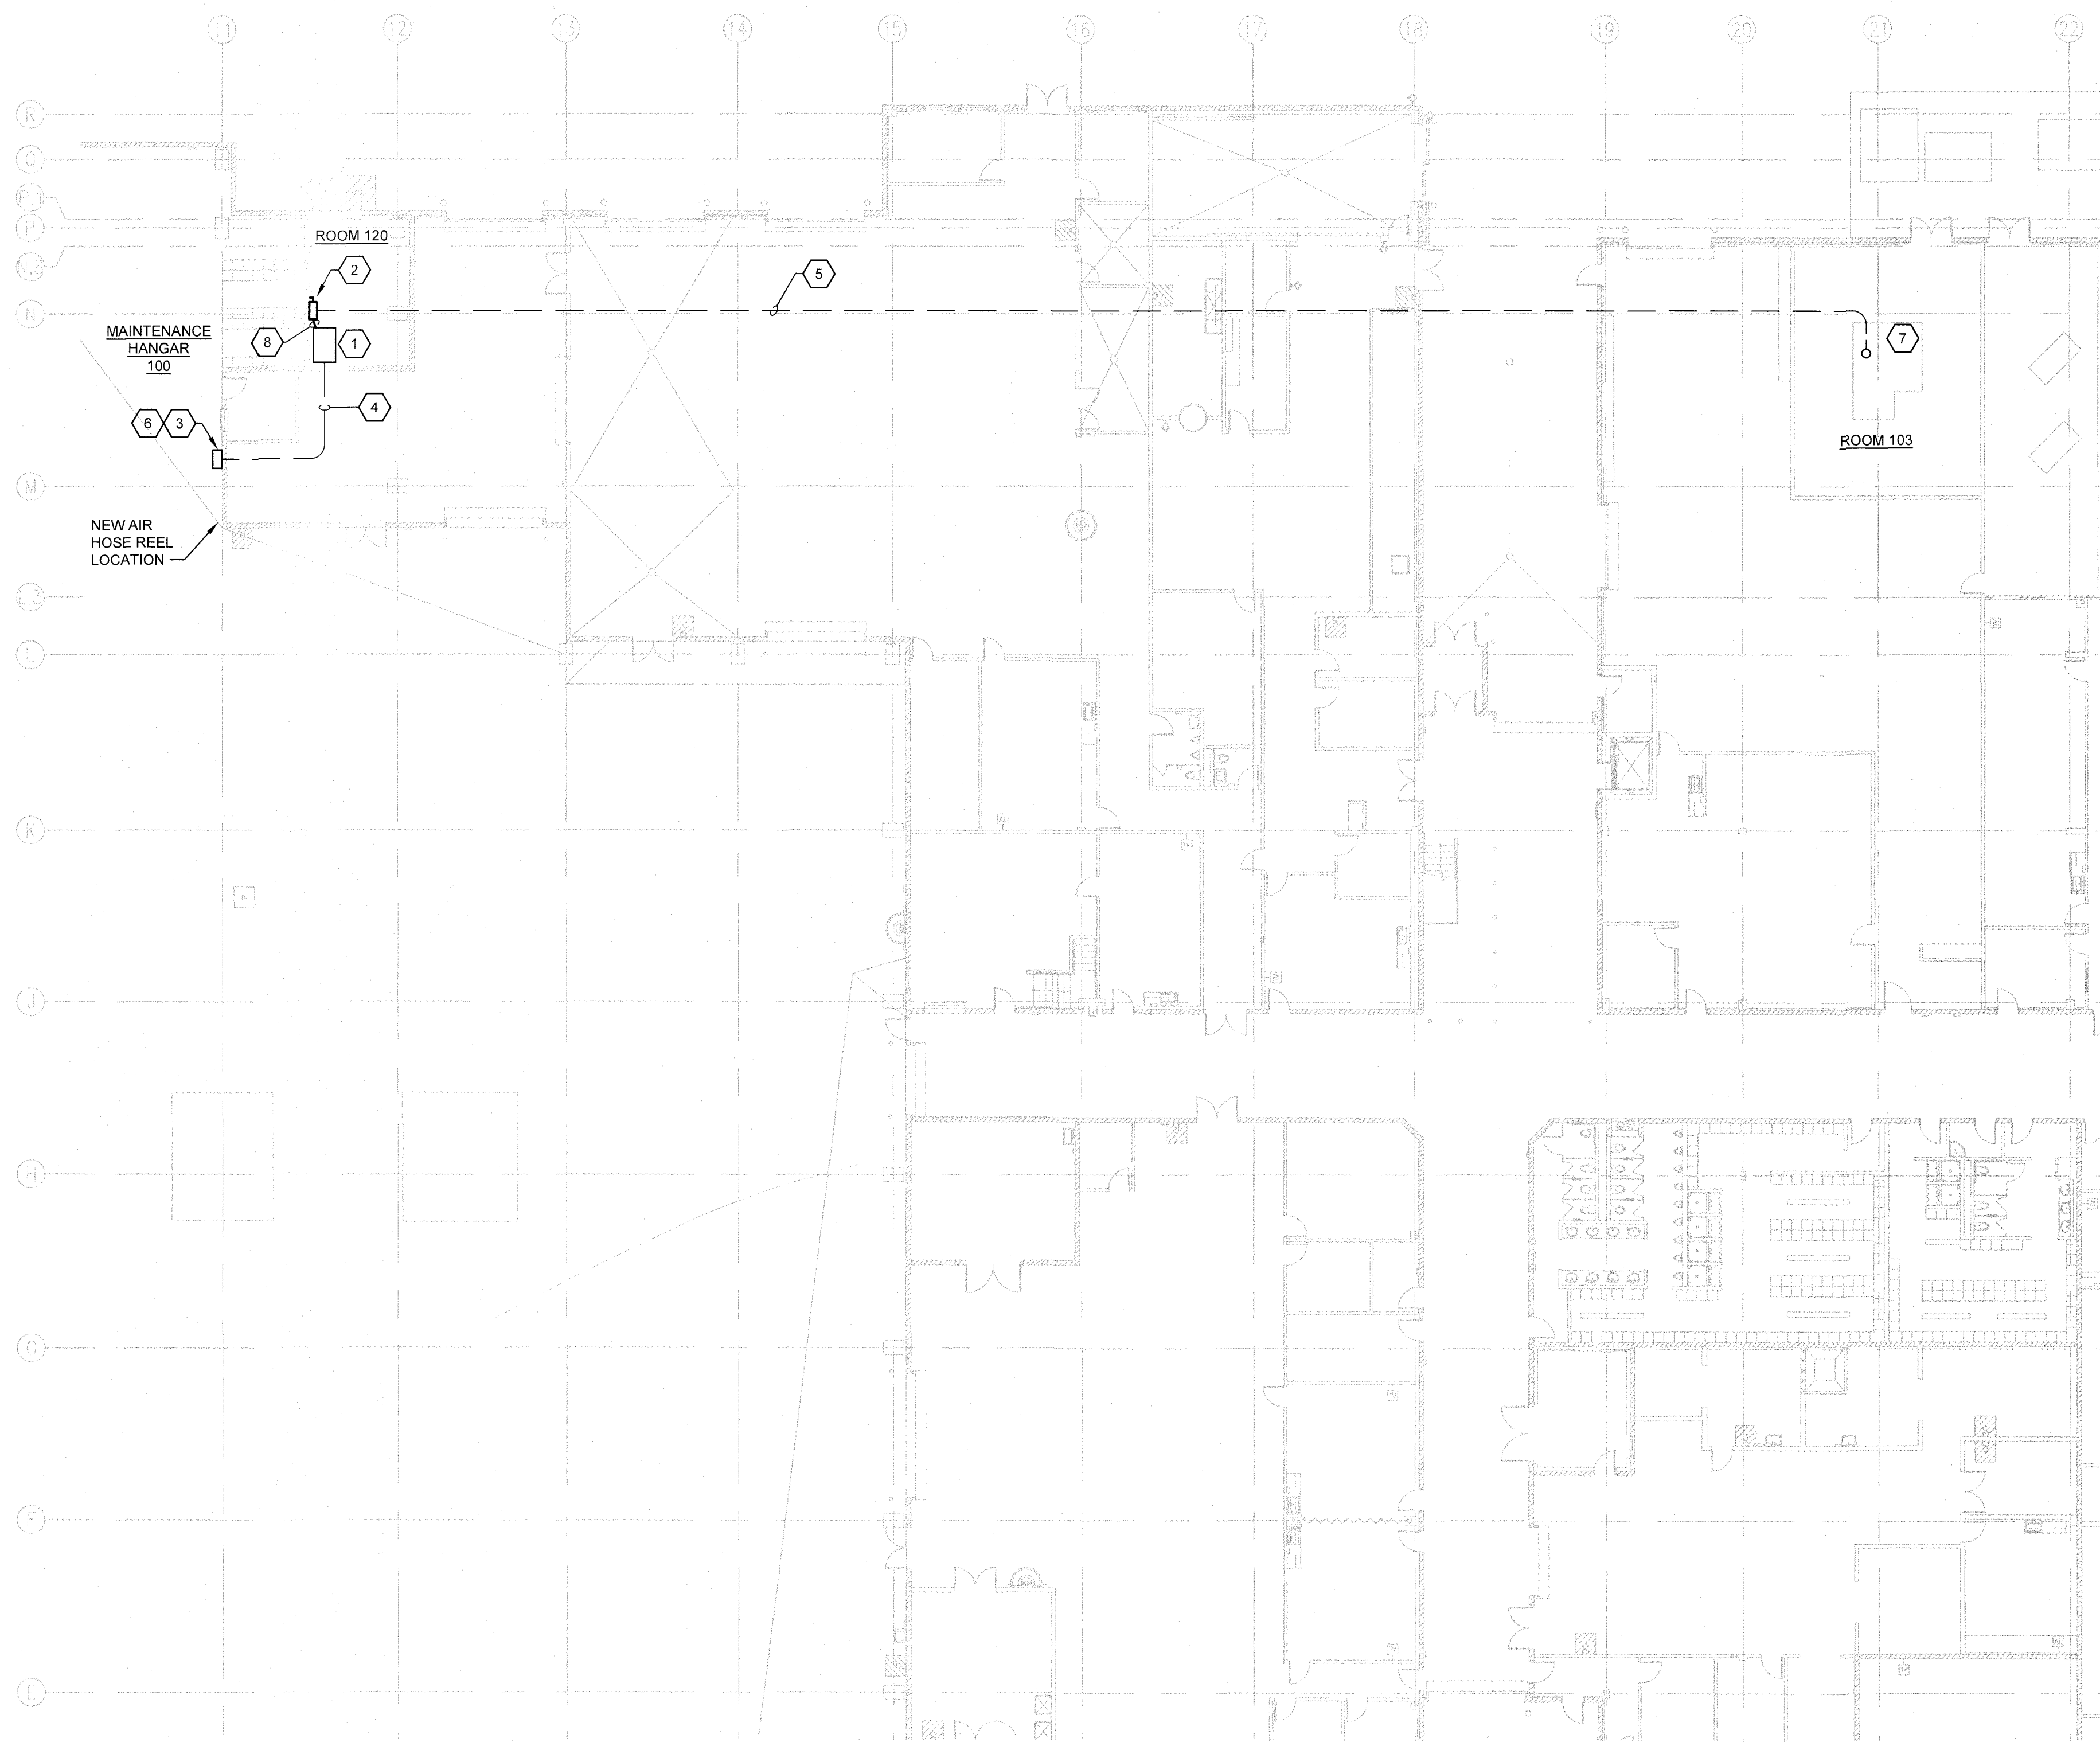 11
12
13
14
15
16
17
18
19
20
21
22
R
Q
P
N
M
L
K
J
H
G
F
E
ROOM 120
2
5
MAINTENANCE
HANGAR
100
8
1
7
4
6
3
ROOM 103
NEW AIR
HOSE REEL
LOCATION